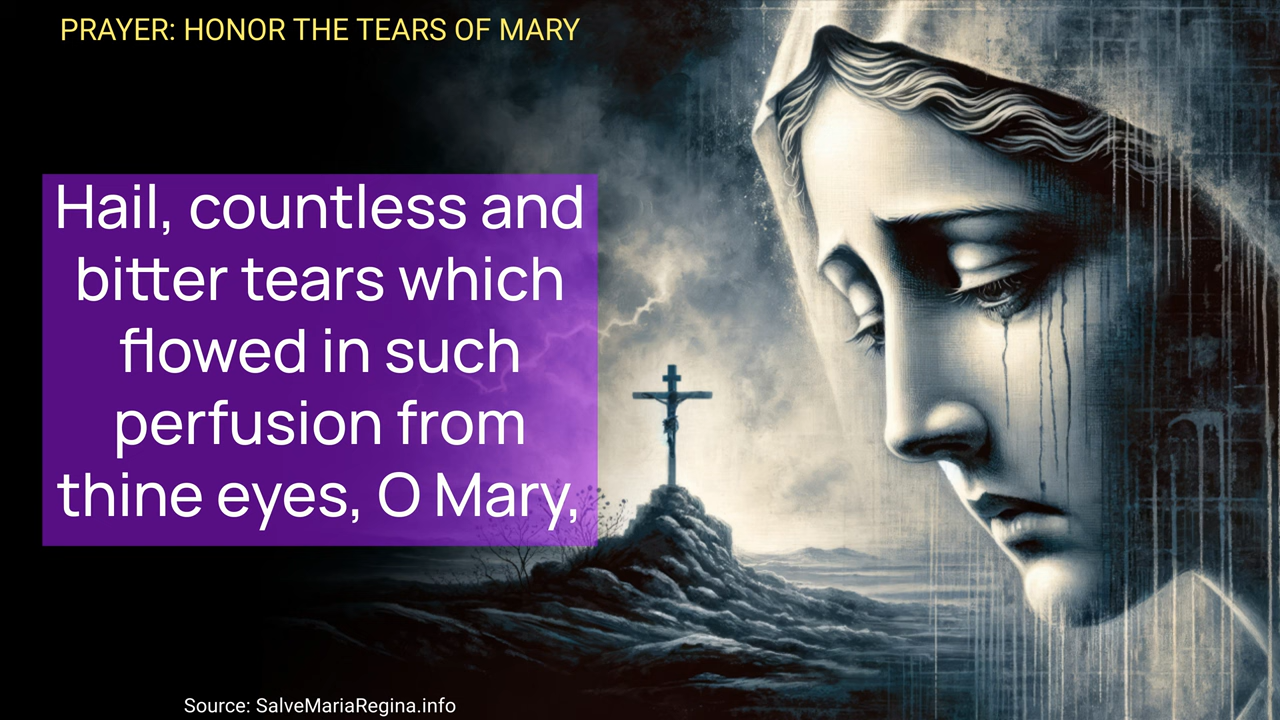 PRAYER: HONOR THE TEARS OF MARY
Hail, countless and
bitter tears which
flowed in such
perfusion from
thine eyes, O Mary,
Source: SalveMariaRegina.info